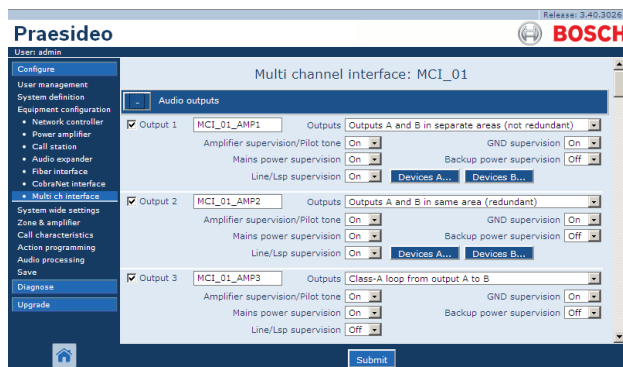 Release: 3.40.3026
Praesideo
BOSCH
User: admin
Configure
User management
System definition
Equipment configuration
• Network controller
• Power amplifier
• Call station
• Audio expander
• Fiber interface
• CobraNet interface
• Multi ch interface
System wide settings
Zone & amplifier
Call characteristics
Action programming
Audio processing
Save
Diagnose
Upgrade
Multi channel interface: MCI_01
- Audio outputs
Output 1 MCI_01_AMP1 Outputs Outputs A and B in separate areas (not redundant)
Amplifier supervision/Pilot tone On GND supervision On
Mains power supervision On Backup power supervision Off
Line/Lsp supervision On Devices A... Devices B...
Output 2 MCI_01_AMP2 Outputs Outputs A and B in same area (redundant)
Amplifier supervision/Pilot tone On GND supervision On
Mains power supervision On Backup power supervision Off
Line/Lsp supervision On Devices A... Devices B...
Output 3 MCI_01_AMP3 Outputs Class-A loop from output A to B
Amplifier supervision/Pilot tone On GND supervision On
Mains power supervision On Backup power supervision Off
Line/Lsp supervision Off
Submit